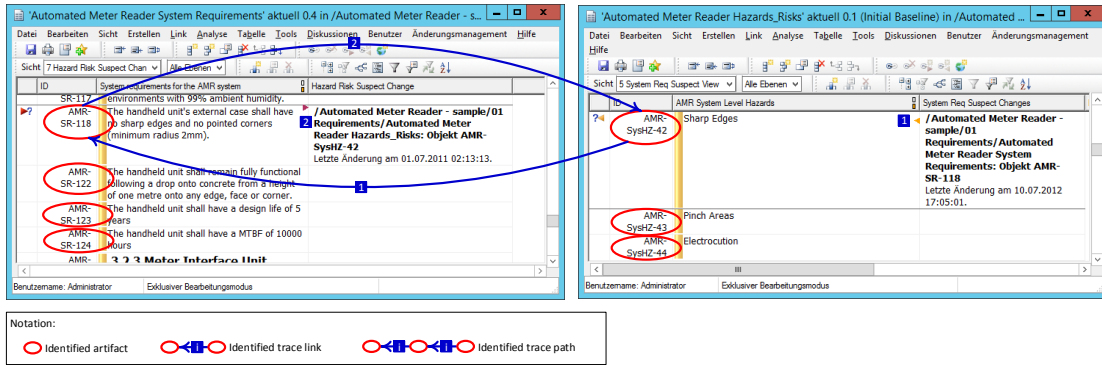 'Automated Meter Reader System Requirements' aktuell 0.4 in /Automated Meter Reader - s...
Datei Bearbeiten Sicht Erstellen Link Analyse Tabelle Tools Diskussionen Benutzer Änderungsmanagement Hilfe
Sicht 7 Hazard Risk Suspect Chan Alle Ebenen
ID System requirements for the AMR system Hazard Risk Suspect Change
SR-117 environments with 99% ambient humidity.
AMR-SR-118 The handheld unit's external case shall have
no sharp edges and no pointed corners
(minimum radius 2mm).
2 /Automated Meter Reader - sample/01
Requirements/Automated Meter
Reader Hazards_Risks: Objekt AMR-
SysHZ-42
Letzte Änderung am 01.07.2011 02:13:13.
AMR-SR-122 The handheld unit shall remain fully functional
following a drop onto concrete from a height
of one metre onto any edge, face or corner.
AMR-SR-123 The handheld unit shall have a design life of 5
years
AMR-SR-124 The handheld unit shall have a MTBF of 10000
hours
AMR- 3.2.3 Meter Interface Unit
Benutzername: Administrator Exklusiver Bearbeitungsmodus
2
1
'Automated Meter Reader Hazards_Risks' aktuell 0.1 (Initial Baseline) in /Automated ...
Datei Bearbeiten Sicht Erstellen Link Analyse Tabelle Tools Diskussionen Benutzer Änderungsmanagement
Hilfe
Sicht 5 System Req Suspect View Alle Ebenen
ID AMR System Level Hazards System Req Suspect Changes
AMR-SysHZ-42 Sharp Edges
1 /Automated Meter Reader -
sample/01
Requirements/Automated
Meter Reader System
Requirements: Objekt AMR-
SR-118
Letzte Änderung am 10.07.2012
17:05:01.
AMR-SysHZ-43 Pinch Areas
AMR-SysHZ-44 Electrocution
Benutzername: Administrator Exklusiver Bearbeitungsmodus
Notation:
Identified artifact i Identified trace link i i Identified trace path